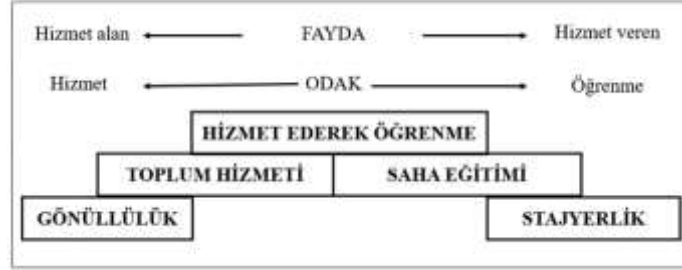 Hizmet alan FAYDA Hizmet veren
Hizmet ODAK Öğrenme
HİZMET EDEREK ÖĞRENME
TOPLUM HİZMETİ SAHA EĞİTİMİ
GÖNÜLLÜLÜK STAJYERLİK